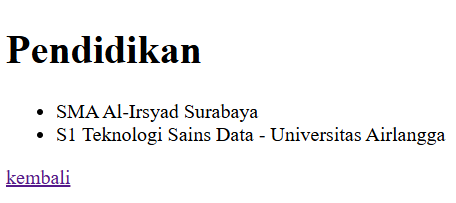 Pendidikan
SMA Al-Irsyad Surabaya
S1 Teknologi Sains Data - Universitas Airlangga
kembali